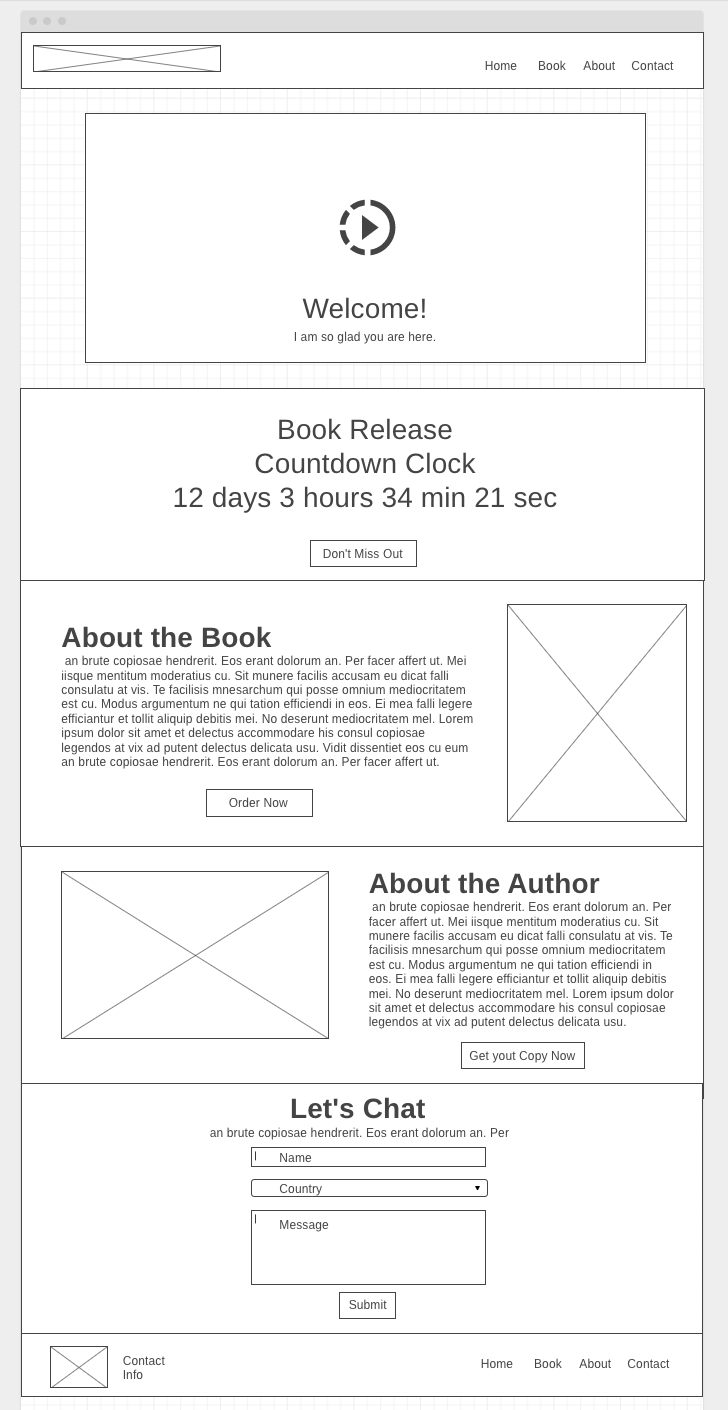 Home Book About Contact
Welcome!
I am so glad you are here.
Book Release
Countdown Clock
12 days 3 hours 34 min 21 sec
Don't Miss Out
About the Book
an brute copiosae hendrerit. Eos erant dolorum an. Per facer affert ut. Mei
iisque mentitum moderatius cu. Sit munere facilis accusam eu dicat falli
consulatu at vis. Te facilisis mnesarchum qui posse omnium mediocritatem
est cu. Modus argumentum ne qui tation efficiendi in eos. Ei mea falli legere
efficiantur et tollit aliquip debitis mei. No deserunt mediocritatem mel. Lorem
ipsum dolor sit amet et delectus accommodare his consul copiosae
legendos at vix ad putent delectus delicata usu. Vidit dissentiet eos cu eum
an brute copiosae hendrerit. Eos erant dolorum an. Per facer affert ut.
Order Now
About the Author
an brute copiosae hendrerit. Eos erant dolorum an. Per
facer affert ut. Mei iisque mentitum moderatius cu. Sit
munere facilis accusam eu dicat falli consulatu at vis. Te
facilisis mnesarchum qui posse omnium mediocritatem
est cu. Modus argumentum ne qui tation efficiendi in
eos. Ei mea falli legere efficiantur et tollit aliquip debitis
mei. No deserunt mediocritatem mel. Lorem ipsum dolor
sit amet et delectus accommodare his consul copiosae
legendos at vix ad putent delectus delicata usu.
Get yout Copy Now
Let's Chat
an brute copiosae hendrerit. Eos erant dolorum an. Per
Name
Country
Message
Submit
Contact
Info
Home Book About Contact